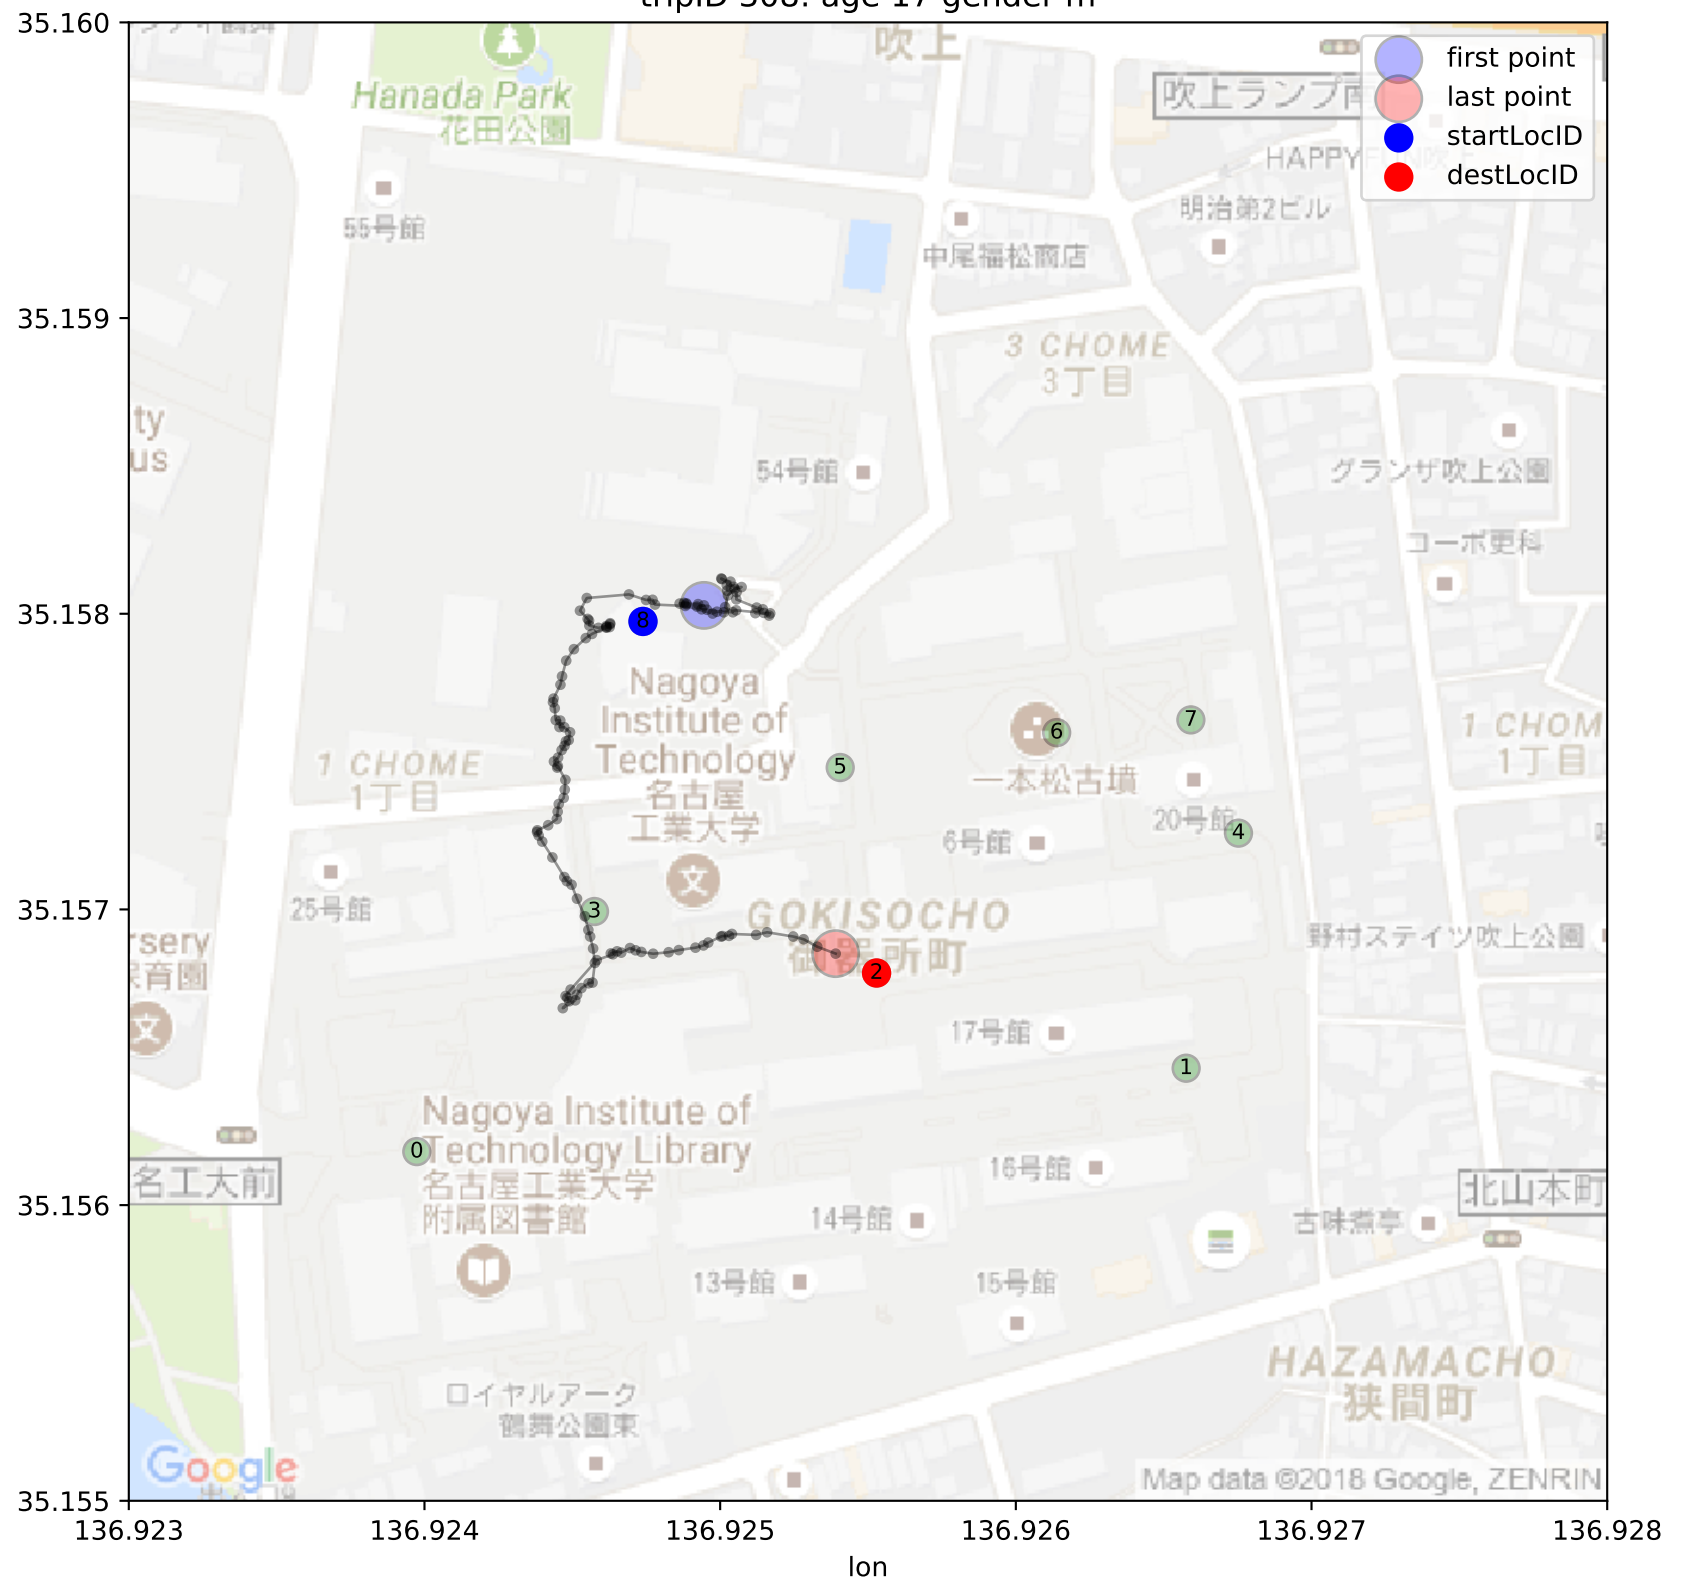 35.160
Hanada Park
花田公園
吹上
吹上ランプ南
first point
last point
startLocID
destLocID
55号館
中尾福松商店
明治第2ビル
35.159
3 CHOME
3丁目
ty
us
54号館
グランザ吹上公園
コーポ更科
35.158
8
Nagoya
Institute of
Technology
名古屋
工業大学
1 CHOME
1丁目
5
6
7
一本松古墳
1 CHOM
1丁目
20号館
4
6号館
25号館
35.157
3
GOKISOCHO
御器所町
2
野村ステイツ吹上公園
rsery
保育園
17号館
1
Nagoya Institute of
Technology Library
名古屋工業大学
附属図書館
0
名工大前
35.156
16号館
14号館
北山本町
古味煮亭
13号館
15号館
HAZAMACHO
狭間町
ロイヤルアーク
鶴舞公園東
Google
Map data ©2018 Google, ZENRIN
35.155
136.923
136.924
136.925
136.926
136.927
136.928
lon